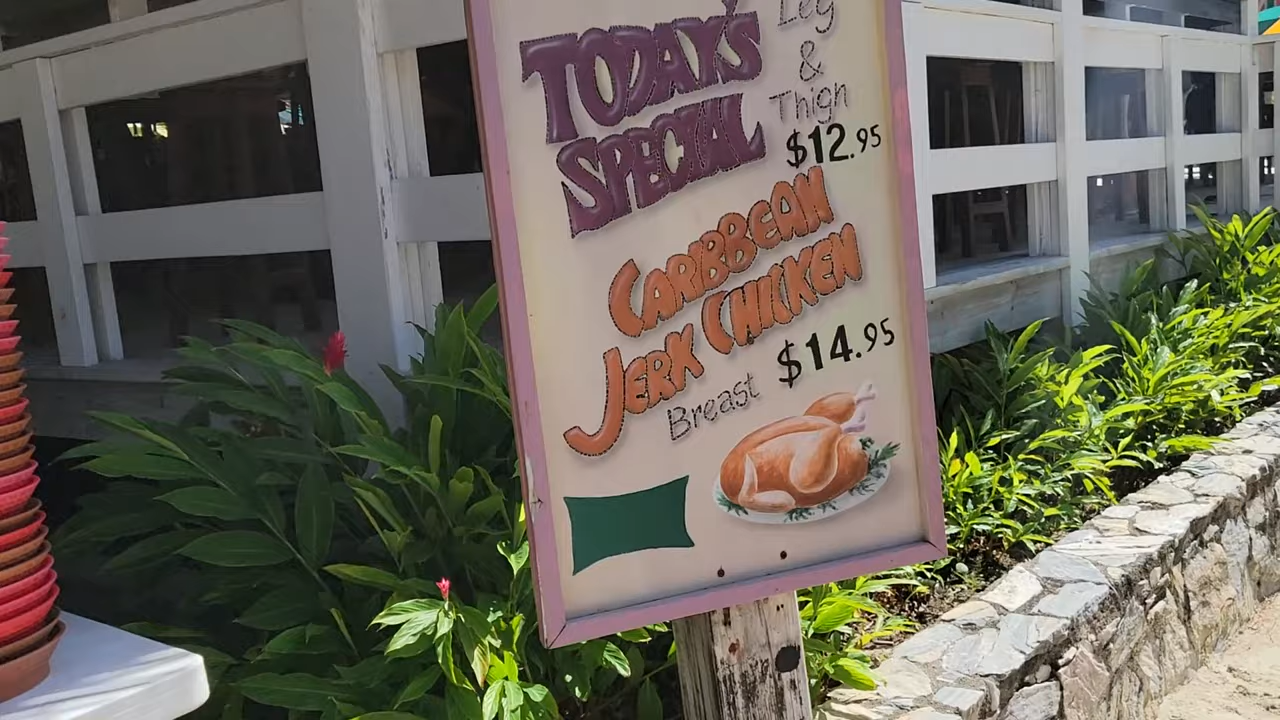 TODAY'S
SPECIAL
Leg
&
Thigh
$12.95
CARIBBEAN
JERK CHICKEN
$14.95
Breast